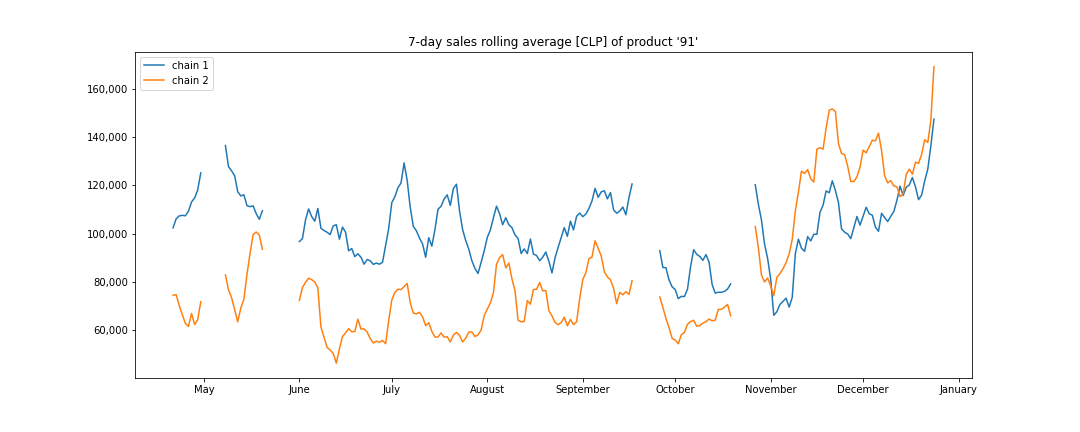 7-day sales rolling average [CLP] of product '91'
chain 1
chain 2
160,000
140,000
120,000
100,000
80,000
60,000
May June July August September October November December January